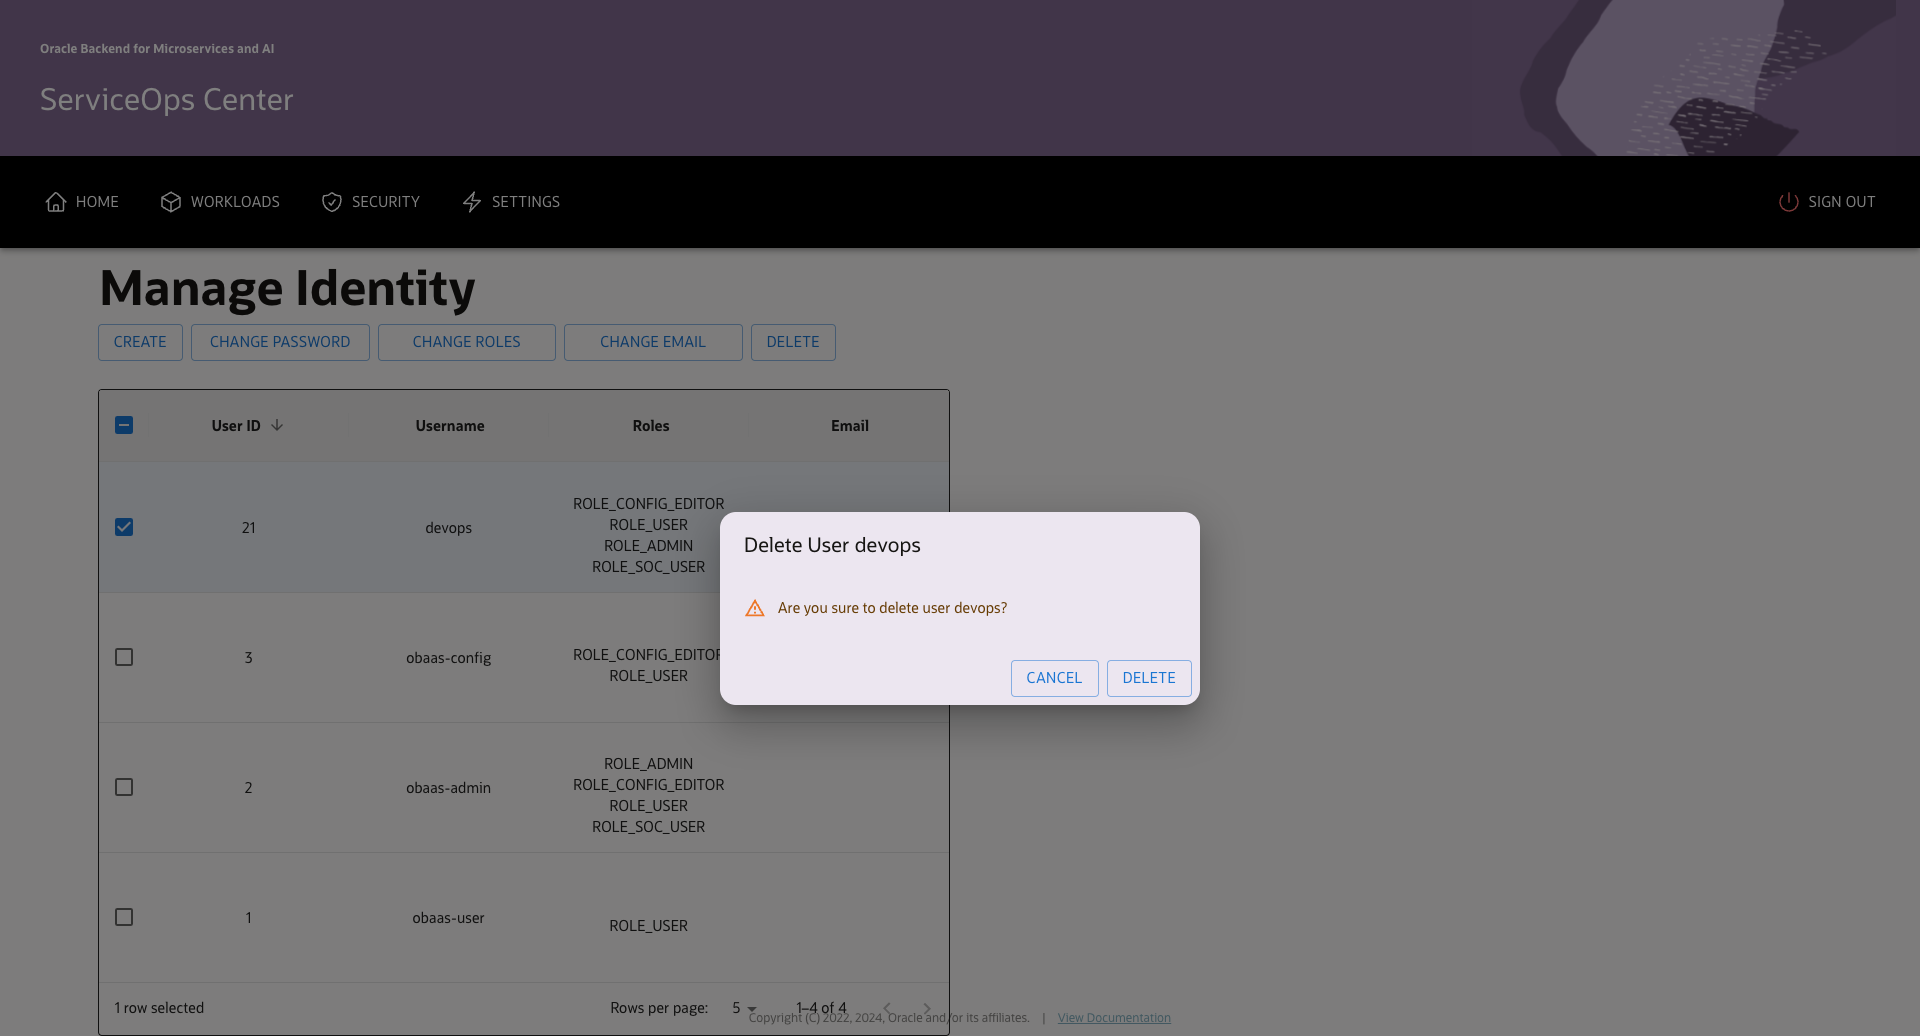 Oracle Backend for Microservices and AI
ServiceOps Center
HOME
WORKLOADS
SECURITY
SETTINGS
SIGN OUT
Manage Identity
CREATE
CHANGE PASSWORD
CHANGE ROLES
CHANGE EMAIL
DELETE
User ID
Username
Roles
Email
21
devops
ROLE_CONFIG_EDITOR
ROLE_USER
ROLE_ADMIN
ROLE_SOC_USER
Delete User devops
Are you sure to delete user devops?
CANCEL
DELETE
3
obaas-config
ROLE_CONFIG_EDITOR
ROLE_USER
2
obaas-admin
ROLE_ADMIN
ROLE_CONFIG_EDITOR
ROLE_USER
ROLE_SOC_USER
1
obaas-user
ROLE_USER
1 row selected
Rows per page:
5
1–4 of 4
Copyright (C) 2022, 2024, Oracle and/or its affiliates. | View Documentation